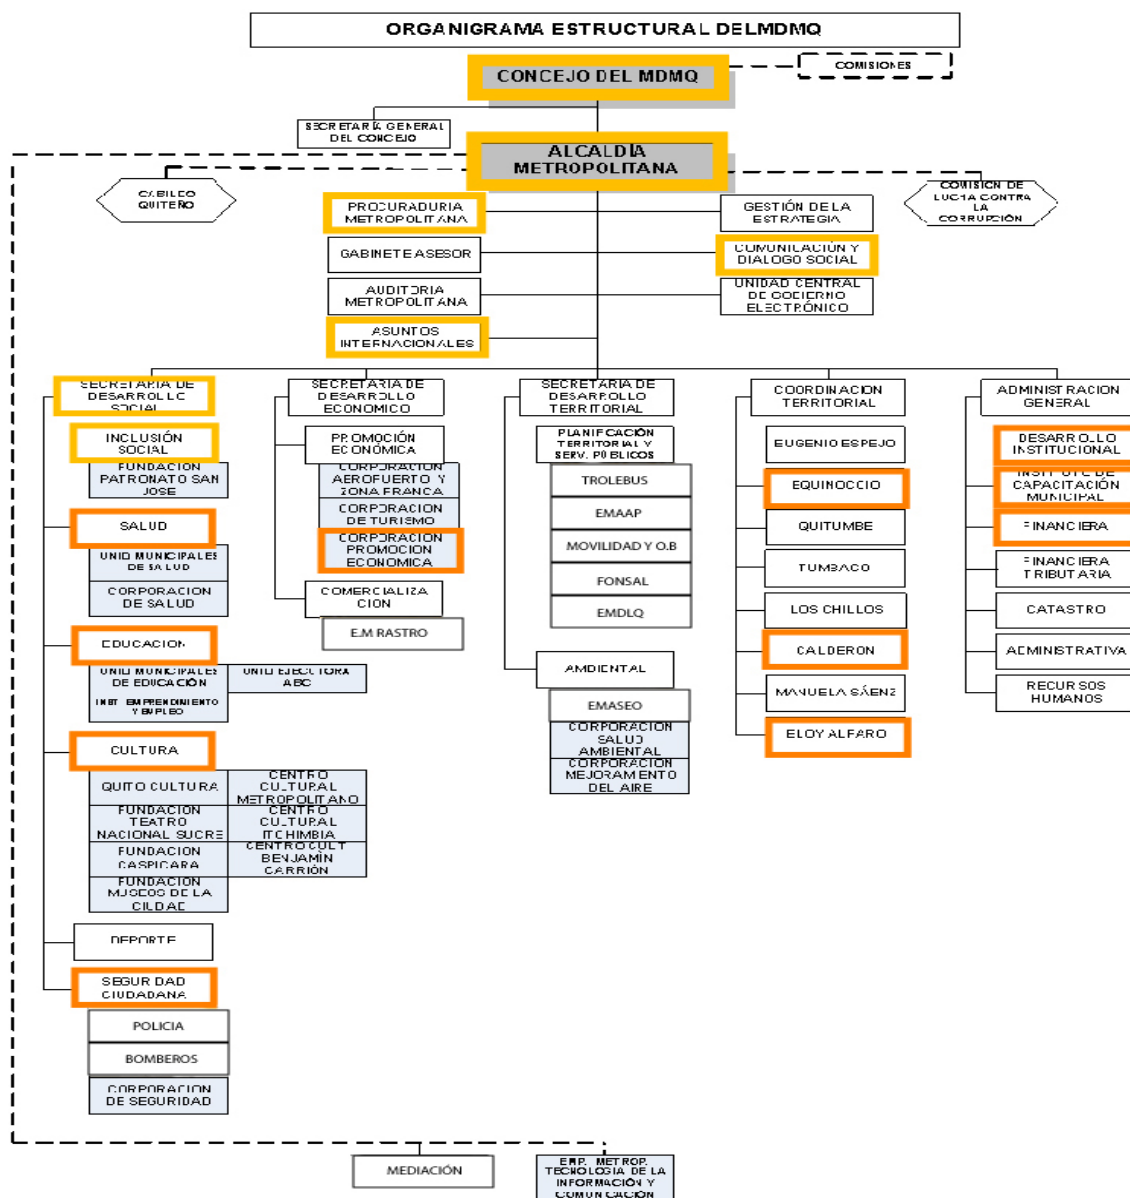 ORGANIGRAMA ESTRUCTURAL DELMDMQ
CONCEJO DEL MDMQ
COMISIONES
SECRETARÍA GENERAL
DEL CONCEJO
ALCALDÍA
METROPOLITANA
CABILDO
QUITEÑO
COMISION DE
LUCHA CONTRA
LA
CORRUPCIÓN
PROCURADURIA
METROPOLITANA
GESTIÓN DE LA
ESTRATEGIA
GABINETE ASESOR
COMUNICACIÓN Y
DIALOGO SOCIAL
AUDITORIA
METROPOLITANA
UNIDAD CENTRAL
DE GOBIERNO
ELECTRÓNICO
ASUNTOS
INTERNACIONALES
SECRETARIA DE
DESARROLLO
SOCIAL
INCLUSIÓN
SOCIAL
FUNDACION
PATRONATO SAN
JOSE
SALUD
UNID MUNICIPALES
DE SALUD
CORPORACION
DE SALUD
EDUCACION
UNID MUNICIPALES
DE EDUCACIÓN
INST EMPRENDIMIENTO
Y EMPLEO
UNID EJECUTORA
ABC
CULTURA
QUITO CULTURA
CENTRO
CULTURAL
METROPOLITANO
FUNDACION
TEATRO
NACIONAL SUCRE
CENTRO
CULTURAL
ITCHIMBIA
FUNDACION
CASPICARA
CENTRO CULT
BENJAMÍN
CARRIÓN
FUNDACION
MUSEOS DE LA
CIUDAD
DEPORTE
SEGURIDAD
CIUDADANA
POLICIA
BOMBEROS
CORPORACION
DE SEGURIDAD
SECRETARIA DE
DESARROLLO
ECONOMICO
PROMOCIÓN
ECONÓMICA
CORPORACION
AEROPUERTO Y
ZONA FRANCA
CORPORACION
DE TURISMO
CORPORACION
PROMOCION
ECONOMICA
COMERCIALIZA
CIÓN
E.M RASTRO
SECRETARIA DE
DESARROLLO
TERRITORIAL
PLANIFICACIÓN
TERRITORIAL Y
SERV. PÚBLICOS
TROLEBUS
EMAAP
MOVILIDAD Y O.B
FONSAL
EMDLQ
AMBIENTAL
EMASEO
CORPORACION
SALUD
AMBIENTAL
CORPORACION
MEJORAMIENTO
DEL AIRE
COORDINACION
TERRITORIAL
EUGENIO ESPEJO
EQUINOCCIO
QUITUMBE
TUMBACO
LOS CHILLOS
CALDERON
MANUELA SÁENZ
ELOY ALFARO
ADMINISTRACION
GENERAL
DESARROLLO
INSTITUCIONAL
INSTITUTO DE
CAPACITACIÓN
MUNICIPAL
FINANCIERA
FINANCIERA
TRIBUTARIA
CATASTRO
ADMINISTRATIVA
RECURSOS
HUMANOS
MEDIACIÓN
EMP. METROP.
TECNOLOGIA DE LA
INFORMACIÓN Y
COMUNICACIÓN